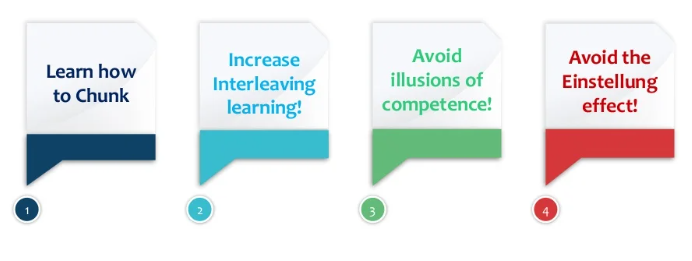 Learn how
to Chunk
1
Increase
Interleaving
learning!
2
Avoid
illusions of
competence!
3
Avoid the
Einstellung
effect!
4